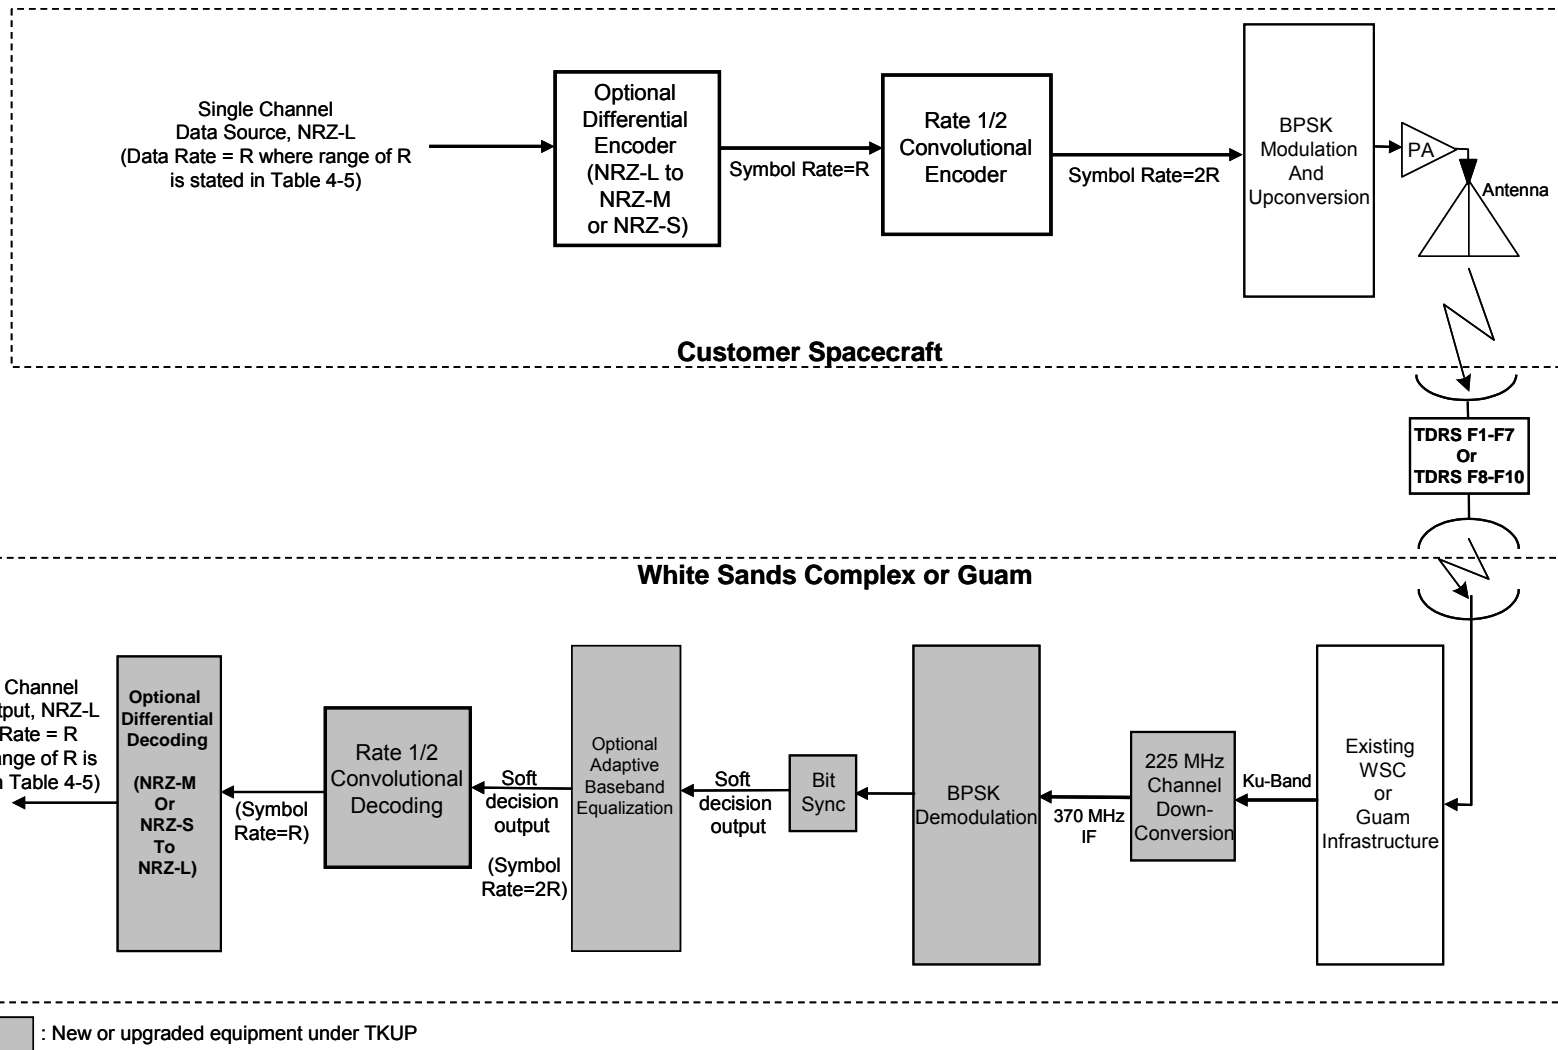 Single Channel
Data Source, NRZ-L
(Data Rate = R where range of R
is stated in Table 4-5)
Optional
Differential
Encoder
(NRZ-L to
NRZ-M
or NRZ-S)
Symbol Rate=R
Rate 1/2
Convolutional
Encoder
Symbol Rate=2R
BPSK
Modulation
And
Upconversion
PA
Antenna
Customer Spacecraft
TDRS F1-F7
Or
TDRS F8-F10
White Sands Complex or Guam
Channel
NRZ-L
Rate = R
of R is
Table 4-5)
Optional
Differential
Decoding
(NRZ-M
Or
NRZ-S
To
NRZ-L)
(Symbol
Rate=R)
Rate 1/2
Convolutional
Decoding
Soft
decision
output
(Symbol
Rate=2R)
Optional
Adaptive
Baseband
Equalization
Soft
decision
output
Bit
Sync
BPSK
Demodulation
370 MHz
IF
225 MHz
Channel
Down-
Conversion
Ku-Band
Existing
WSC
or
Guam
Infrastructure
: New or upgraded equipment under TKUP